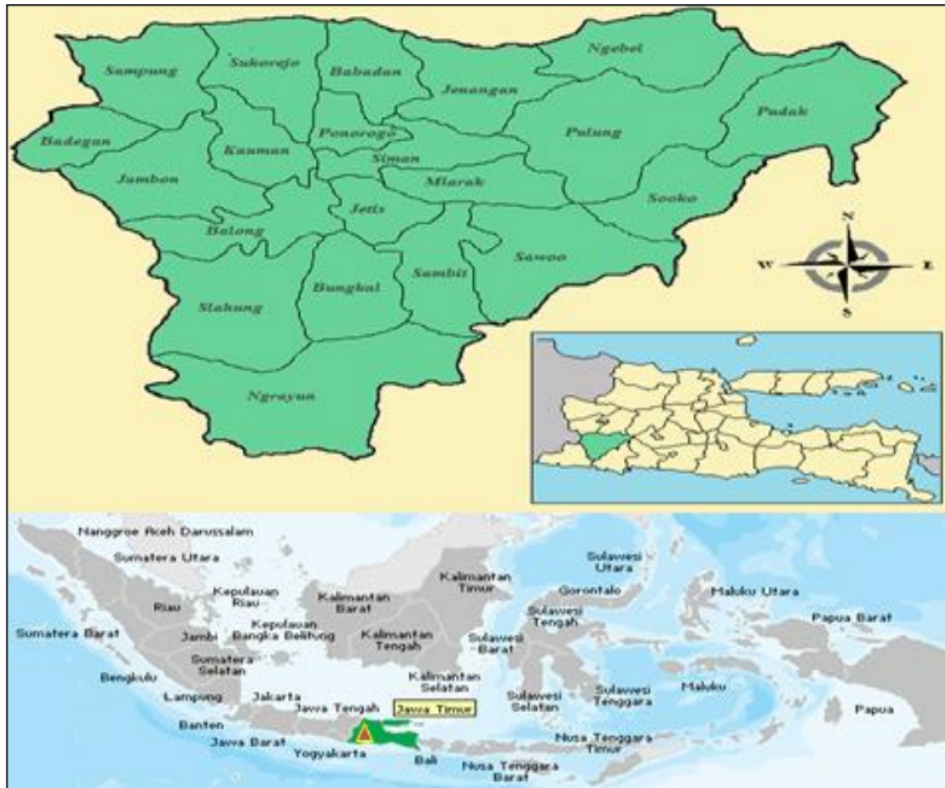 Ngebel
Sukorejo
Babadan
Sampung
Jenangan
Pudak
Ponorogo
Pulung
Badegan
Kauman
Siman
Jambon
Mlarak
Sooko
Jetis
Balong
Sawoo
Sambit
Bungkal
Slahung
Ngrayun
N
W
E
S
Nanggroe Aceh Darussalam
Sumatera Utara
Sulawesi
Utara
Kalimantan
Timur
Kepulauan
Riau
Gorontalo
Maluku Utara
Kalimantan
Barat
Riau
Sulawesi
Tengah
Papua Barat
Sumatera Barat
Jambi
Kepulauan
Bangka Belitung
Kalimantan
Tengah
Sulawesi
Barat
Sumatera
Selatan
Bengkulu
Kalimantan
Selatan
Maluku
Lampung
Jakarta
Sulawesi
Selatan
Sulawesi
Tenggara
Jawa Tengah
Jawa Timur
Papua
Banten
Jawa Barat
Yogyakarta
Bali
Nusa Tenggara
Timur
Nusa Tenggara
Barat